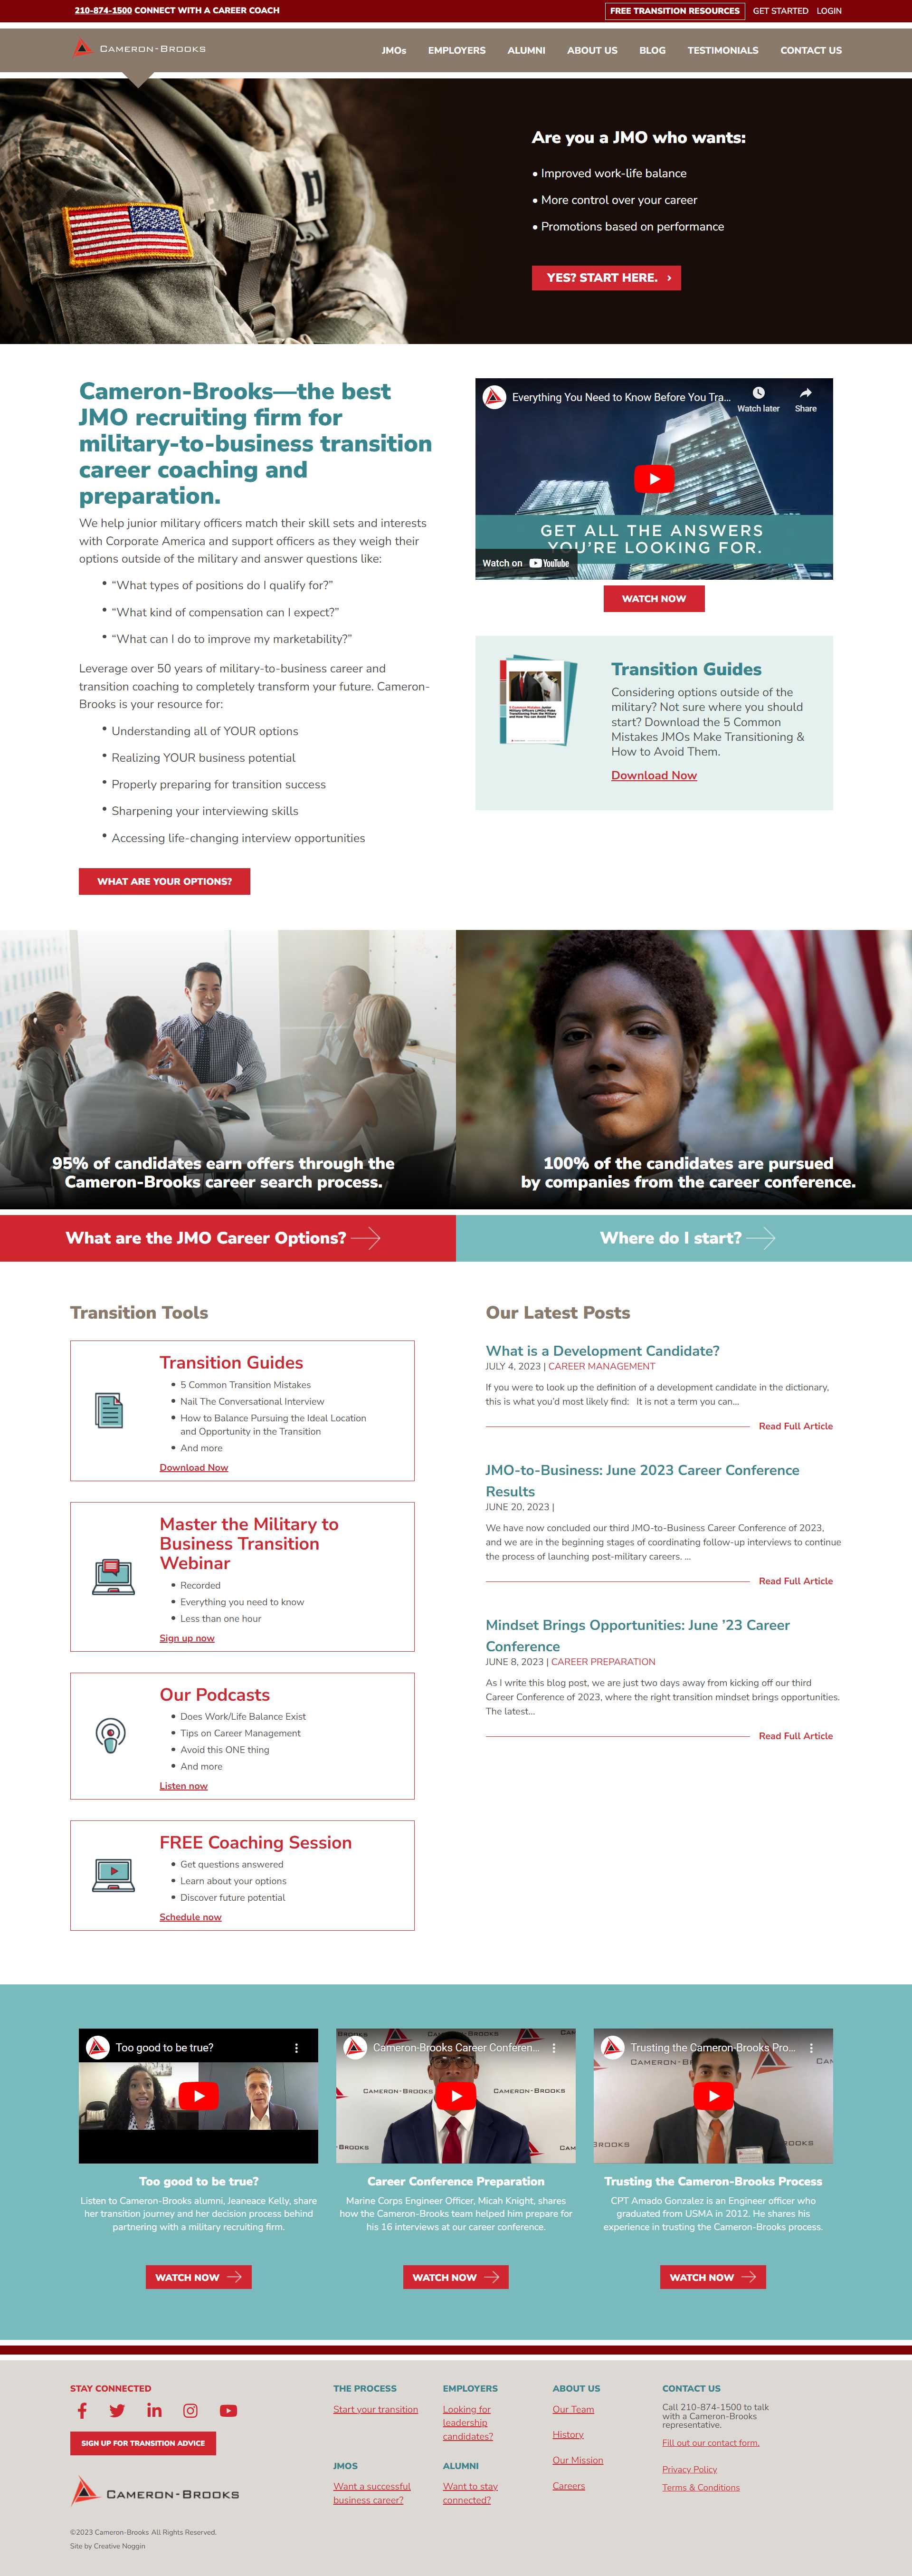 210-874-1500 CONNECT WITH A CAREER COACH
FREE TRANSITION RESOURCES GET STARTED LOGIN
CAMERON-BROOKS
JMOs EMPLOYERS ALUMNI ABOUT US BLOG TESTIMONIALS CONTACT US
Are you a JMO who wants:
• Improved work-life balance
• More control over your career
• Promotions based on performance
YES? START HERE. ›
Cameron-Brooks—the best
JMO recruiting firm for
military-to-business transition
career coaching and
preparation.
We help junior military officers match their skill sets and interests
with Corporate America and support officers as they weigh their
options outside of the military and answer questions like:
• “What types of positions do I qualify for?”
• “What kind of compensation can I expect?”
• “What can I do to improve my marketability?”
Leverage over 50 years of military-to-business career and
transition coaching to completely transform your future. Cameron-
Brooks is your resource for:
• Understanding all of YOUR options
• Realizing YOUR business potential
• Properly preparing for transition success
• Sharpening your interviewing skills
• Accessing life-changing interview opportunities
WHAT ARE YOUR OPTIONS?
Everything You Need to Know Before You Tra...
Watch later Share
GET ALL THE ANSWERS
YOU'RE LOOKING FOR.
Watch on YouTube
WATCH NOW
Transition Guides
Considering options outside of the
military? Not sure where you should
start? Download the 5 Common
Mistakes JMOs Make Transitioning &
How to Avoid Them.
Download Now
95% of candidates earn offers through the
Cameron-Brooks career search process.
100% of the candidates are pursued
by companies from the career conference.
What are the JMO Career Options?
Where do I start?
Transition Tools
Transition Guides
• 5 Common Transition Mistakes
• Nail The Conversational Interview
• How to Balance Pursuing the Ideal Location
and Opportunity in the Transition
• And more
Download Now
Master the Military to
Business Transition
Webinar
• Recorded
• Everything you need to know
• Less than one hour
Sign up now
Our Podcasts
• Does Work/Life Balance Exist
• Tips on Career Management
• Avoid this ONE thing
• And more
Listen now
FREE Coaching Session
• Get questions answered
• Learn about your options
• Discover future potential
Schedule now
Our Latest Posts
What is a Development Candidate?
JULY 4, 2023 | CAREER MANAGEMENT
If you were to look up the definition of a development candidate in the dictionary,
this is what you’d most likely find: It is not a term you can...
Read Full Article
JMO-to-Business: June 2023 Career Conference
Results
JUNE 20, 2023 |
We have now concluded our third JMO-to-Business Career Conference of 2023,
and we are in the beginning stages of coordinating follow-up interviews to continue
the process of launching post-military careers. ...
Read Full Article
Mindset Brings Opportunities: June ’23 Career
Conference
JUNE 8, 2023 | CAREER PREPARATION
As I write this blog post, we are just two days away from kicking off our third
Career Conference of 2023, where the right transition mindset brings opportunities.
The latest...
Read Full Article
Too good to be true?
Cameron-Brooks Career Conferen...
CAMERON-BROOKS CAMERON-BROOKS
Trusting the Cameron-Brooks Pro...
Too good to be true?
Listen to Cameron-Brooks alumni, Jeaneace Kelly, share
her transition journey and her decision process behind
partnering with a military recruiting firm.
WATCH NOW
Career Conference Preparation
Marine Corps Engineer Officer, Micah Knight, shares
how the Cameron-Brooks team helped him prepare for
his 16 interviews at our career conference.
WATCH NOW
Trusting the Cameron-Brooks Process
CPT Amado Gonzalez is an Engineer officer who
graduated from USMA in 2012. He shares his
experience in trusting the Cameron-Brooks process.
WATCH NOW
STAY CONNECTED
SIGN UP FOR TRANSITION ADVICE
CAMERON-BROOKS
©2023 Cameron-Brooks All Rights Reserved.
Site by Creative Noggin
THE PROCESS
Start your transition
JMOS
Want a successful
business career?
EMPLOYERS
Looking for
leadership
candidates?
ALUMNI
Want to stay
connected?
ABOUT US
Our Team
History
Our Mission
Careers
CONTACT US
Call 210-874-1500 to talk
with a Cameron-Brooks
representative.
Fill out our contact form.
Privacy Policy
Terms & Conditions